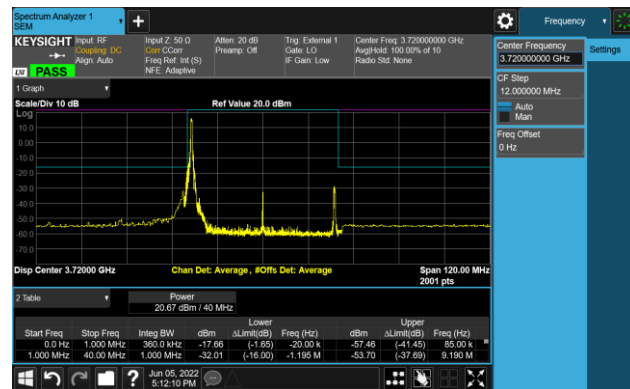 Spectrum Analyzer 1
SEM
+
Frequency
KEYSIGHT
Input: RF
Coupling: DC
Align: Auto
Input Z: 50 Ω
Corr CCorr
Freq Ref: Int (S)
NFE: Adaptive
Atten: 20 dB
Preamp: Off
Trig: External 1
Gate: LO
IF Gain: Low
Center Freq: 3.720000000 GHz
Avg|Hold: 100.00% of 10
Radio Std: None
LXI PASS
Center Frequency
3.720000000 GHz
Settings
CF Step
12.000000 MHz
Auto
Man
Freq Offset
0 Hz
1 Graph
Scale/Div 10 dB
Ref Value 20.0 dBm
Log
10.0
0.00
-10.0
-20.0
-30.0
-40.0
-50.0
-60.0
-70.0
Disp Center 3.72000 GHz
Chan Det: Average , #Offs Det: Average
Span 120.00 MHz
2001 pts
2 Table
Power
20.67 dBm / 40 MHz
Lower Upper
Start Freq Stop Freq Integ BW dBm ΔLimit(dB) Freq (Hz) dBm ΔLimit(dB) Freq (Hz)
0.0 Hz 1.000 MHz 360.0 kHz -17.66 (-1.65) -20.00 k -57.46 (-41.45) 85.00 k
1.000 MHz 40.00 MHz 1.000 MHz -32.01 (-16.00) -1.195 M -53.70 (-37.69) 9.190 M
?
Jun 05, 2022
5:12:10 PM